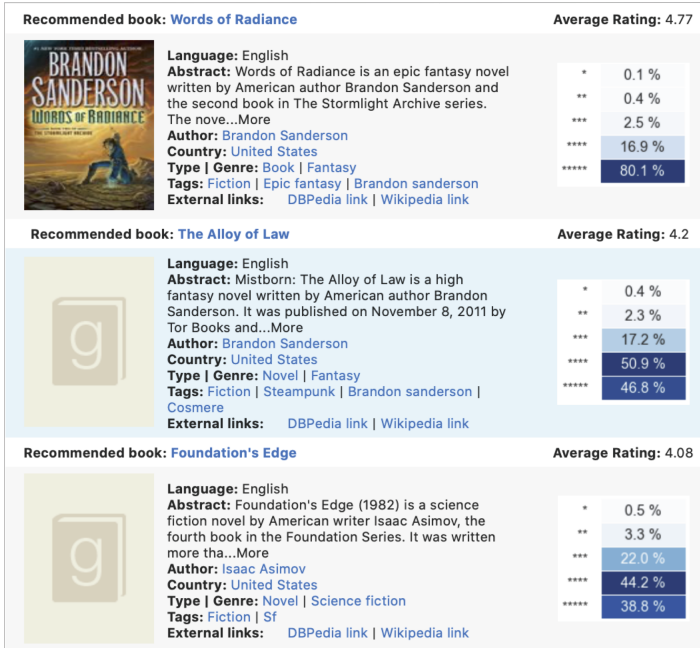 Recommended book: Words of Radiance Average Rating: 4.77
#1 NEW YORK TIMES BESTSELLING AUTHOR
BRANDON
SANDERSON
WORDS OF RADIANCE
Language: English
Abstract: Words of Radiance is an epic fantasy novel
written by American author Brandon Sanderson and
the second book in The Stormlight Archive series.
The nove...More
Author: Brandon Sanderson
Country: United States
Type | Genre: Book | Fantasy
Tags: Fiction | Epic fantasy | Brandon sanderson
External links: DBPedia link | Wikipedia link
* 0.1 %
** 0.4 %
*** 2.5 %
**** 16.9 %
***** 80.1 %
Recommended book: The Alloy of Law Average Rating: 4.2
g
Language: English
Abstract: Mistborn: The Alloy of Law is a high
fantasy novel written by American author Brandon
Sanderson. It was published on November 8, 2011 by
Tor Books and...More
Author: Brandon Sanderson
Country: United States
Type | Genre: Novel | Fantasy
Tags: Fiction | Steampunk | Brandon sanderson |
Cosmere
External links: DBPedia link | Wikipedia link
* 0.4 %
** 2.3 %
*** 17.2 %
**** 50.9 %
***** 46.8 %
Recommended book: Foundation's Edge Average Rating: 4.08
g
Language: English
Abstract: Foundation's Edge (1982) is a science
fiction novel by American writer Isaac Asimov, the
fourth book in the Foundation Series. It was written
more tha...More
Author: Isaac Asimov
Country: United States
Type | Genre: Novel | Science fiction
Tags: Fiction | Sf
External links: DBPedia link | Wikipedia link
* 0.5 %
** 3.3 %
*** 22.0 %
**** 44.2 %
***** 38.8 %